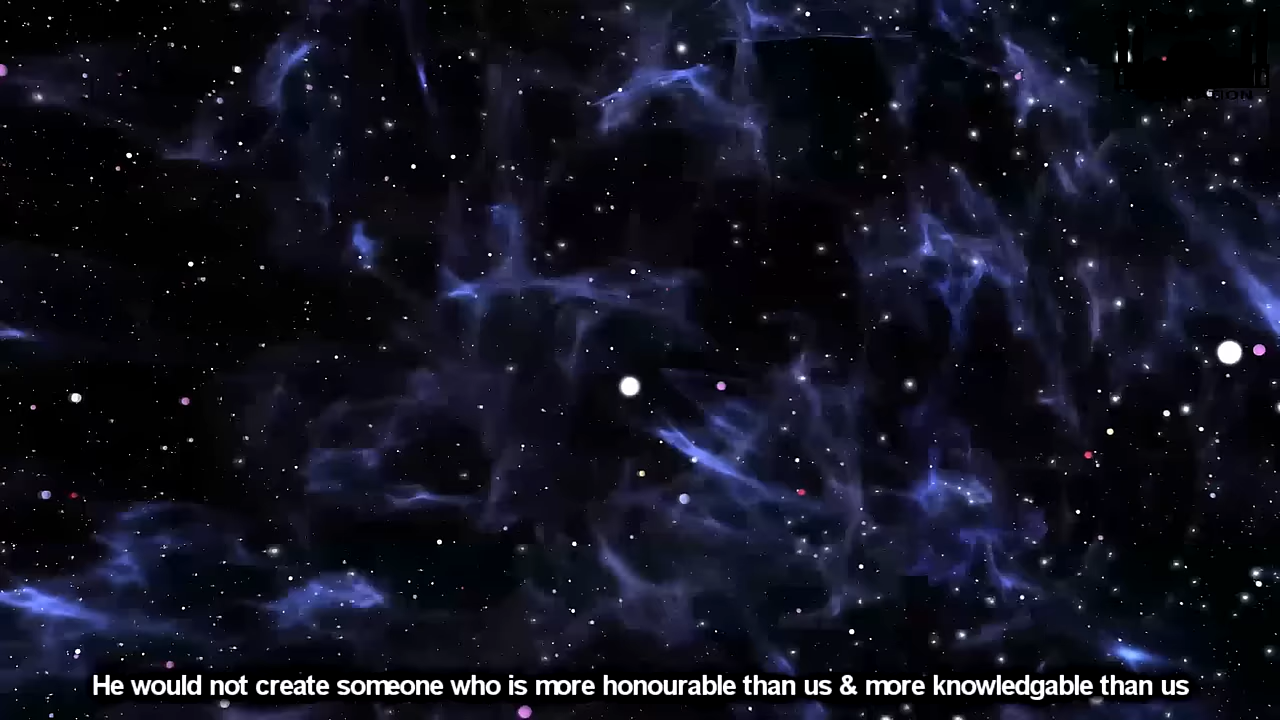 He would not create someone who is more honourable than us & more knowledgable than us